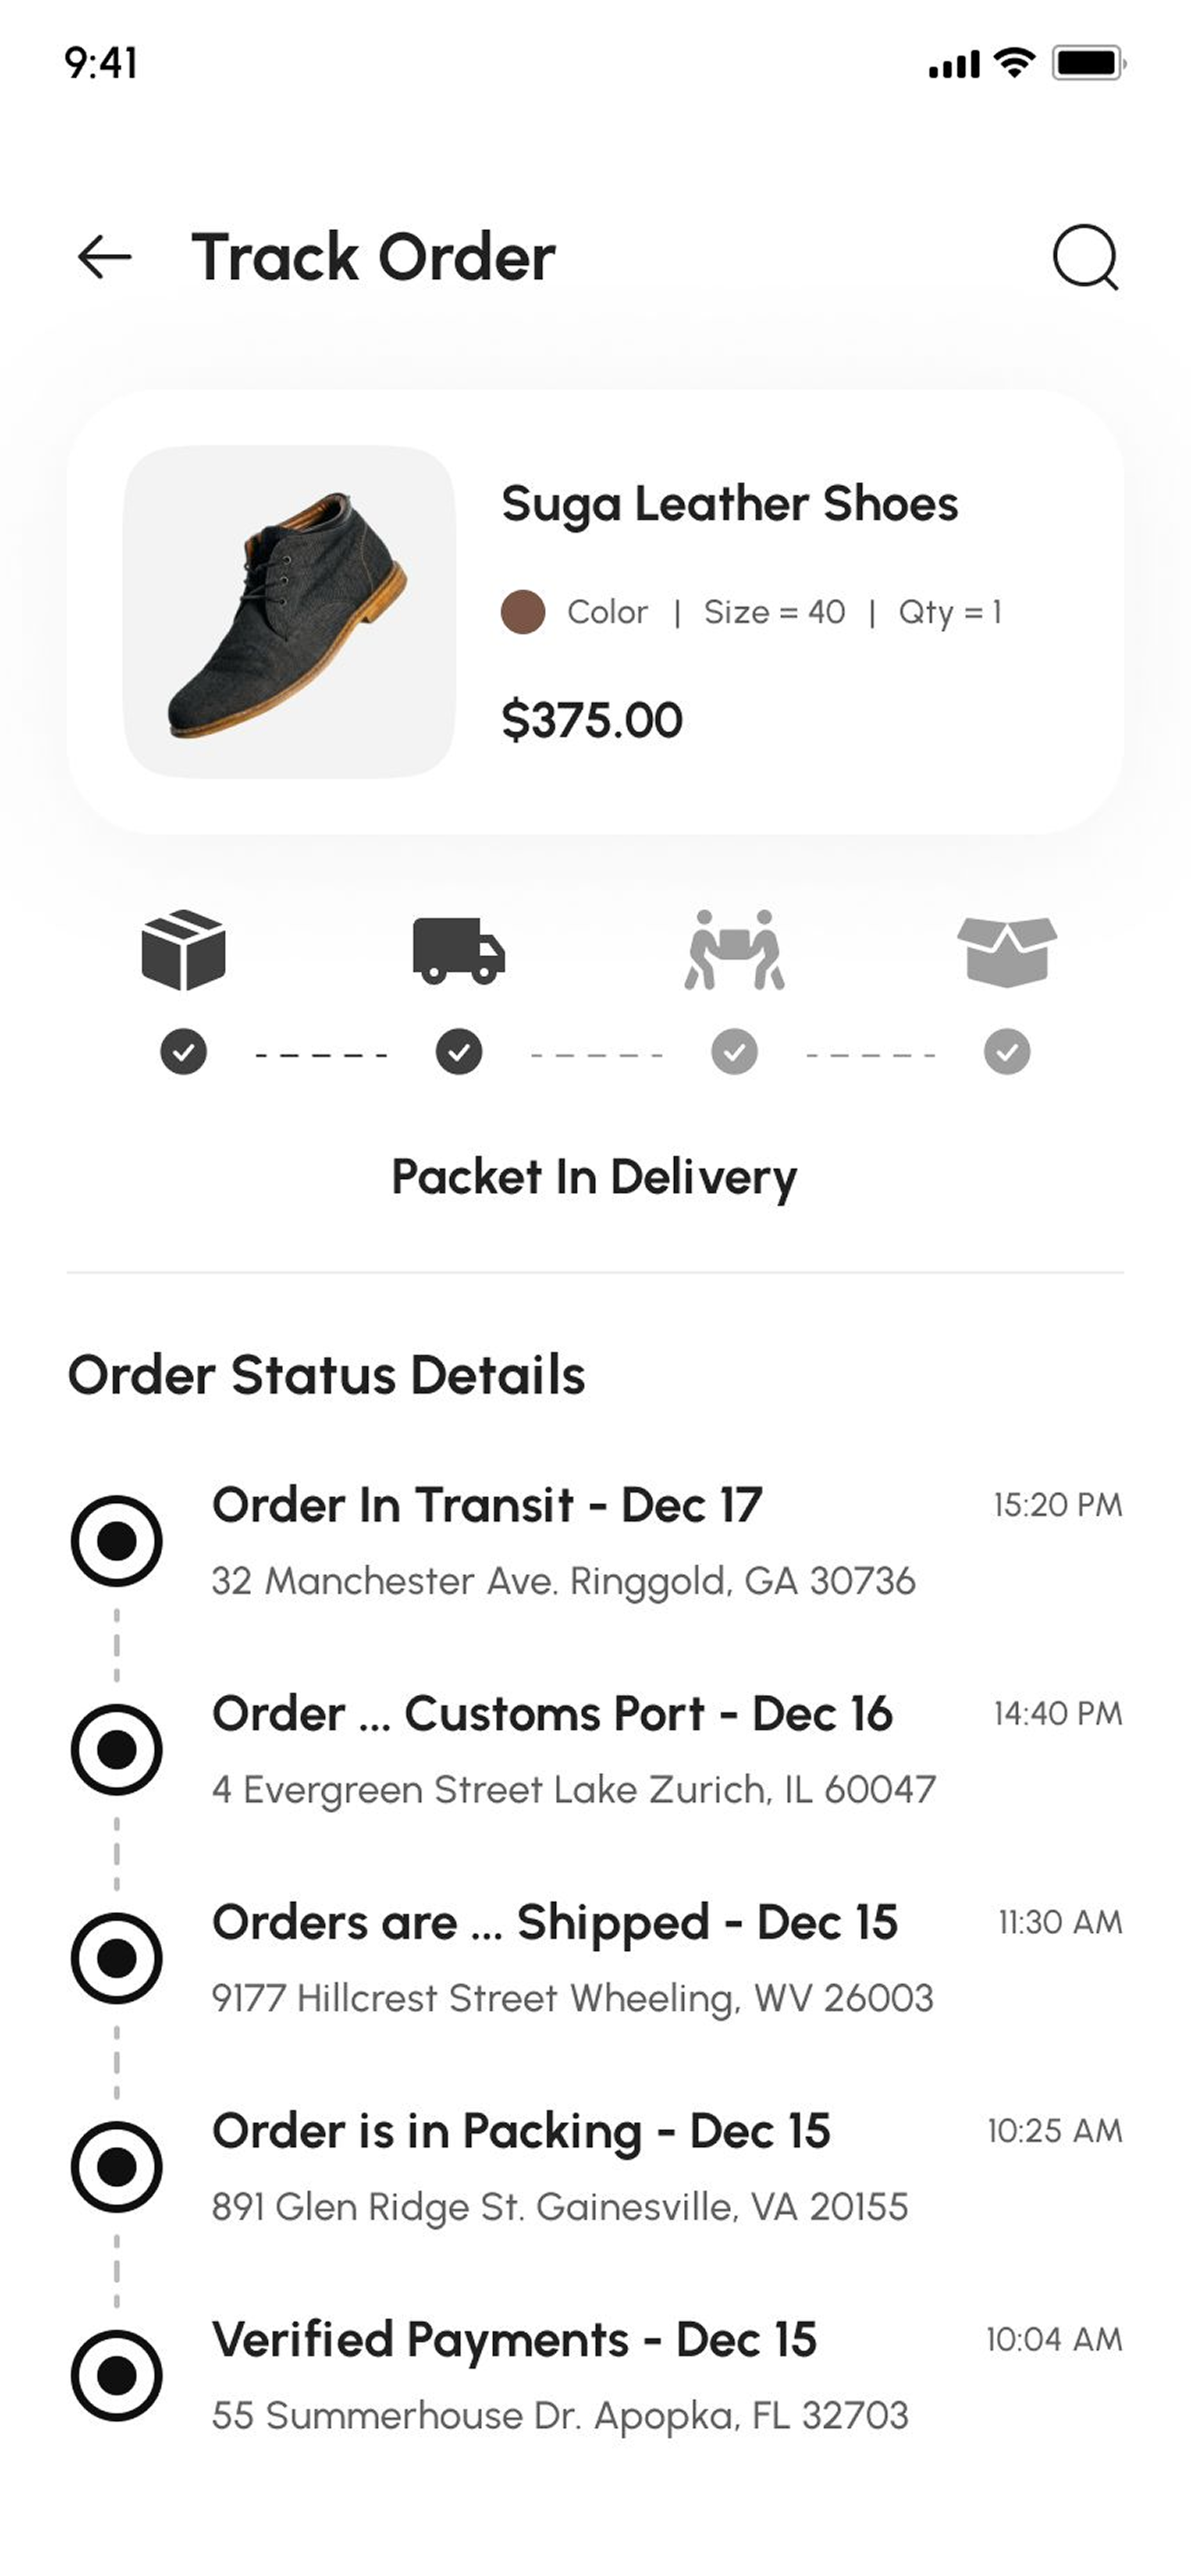 9:41
Track Order
Suga Leather Shoes
Color | Size = 40 | Qty = 1
$375.00
Packet In Delivery
Order Status Details
Order In Transit - Dec 17 15:20 PM
32 Manchester Ave. Ringgold, GA 30736
Order ... Customs Port - Dec 16 14:40 PM
4 Evergreen Street Lake Zurich, IL 60047
Orders are ... Shipped - Dec 15 11:30 AM
9177 Hillcrest Street Wheeling, WV 26003
Order is in Packing - Dec 15 10:25 AM
891 Glen Ridge St. Gainesville, VA 20155
Verified Payments - Dec 15 10:04 AM
55 Summerhouse Dr. Apopka, FL 32703